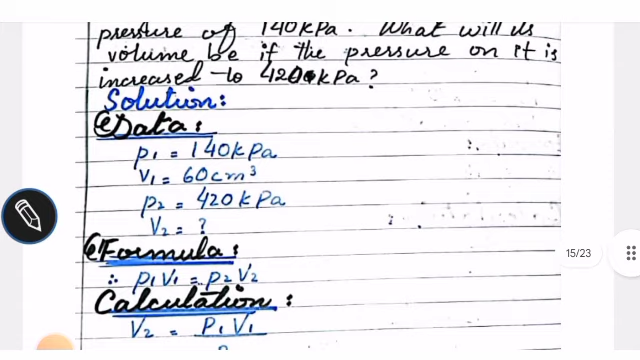 pressure of 140kPa. What will its
volume be if the pressure on it is
increased to 420kPa?
Solution:
Data:
P1 = 140kPa
V1 = 60cm³
P2 = 420kPa
V2 = ?
Formula:
∴ P1V1 = P2V2
Calculation:
V2 = P1V1
15/23